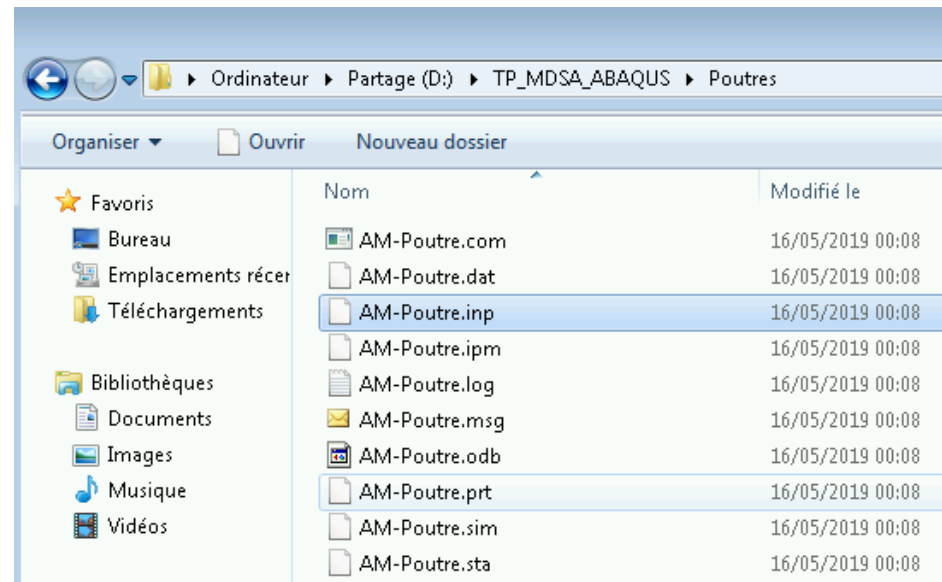 Ordinateur Partage (D:) TP_MDSA_ABAQUS Poutres
Organiser Ouvrir Nouveau dossier
Favoris
Bureau
Emplacements récer
Téléchargements
Bibliothèques
Documents
Images
Musique
Vidéos
Nom Modifié le
AM-Poutre.com 16/05/2019 00:08
AM-Poutre.dat 16/05/2019 00:08
AM-Poutre.inp 16/05/2019 00:08
AM-Poutre.ipm 16/05/2019 00:08
AM-Poutre.log 16/05/2019 00:08
AM-Poutre.msg 16/05/2019 00:08
AM-Poutre.odb 16/05/2019 00:08
AM-Poutre.prt 16/05/2019 00:08
AM-Poutre.sim 16/05/2019 00:08
AM-Poutre.sta 16/05/2019 00:08